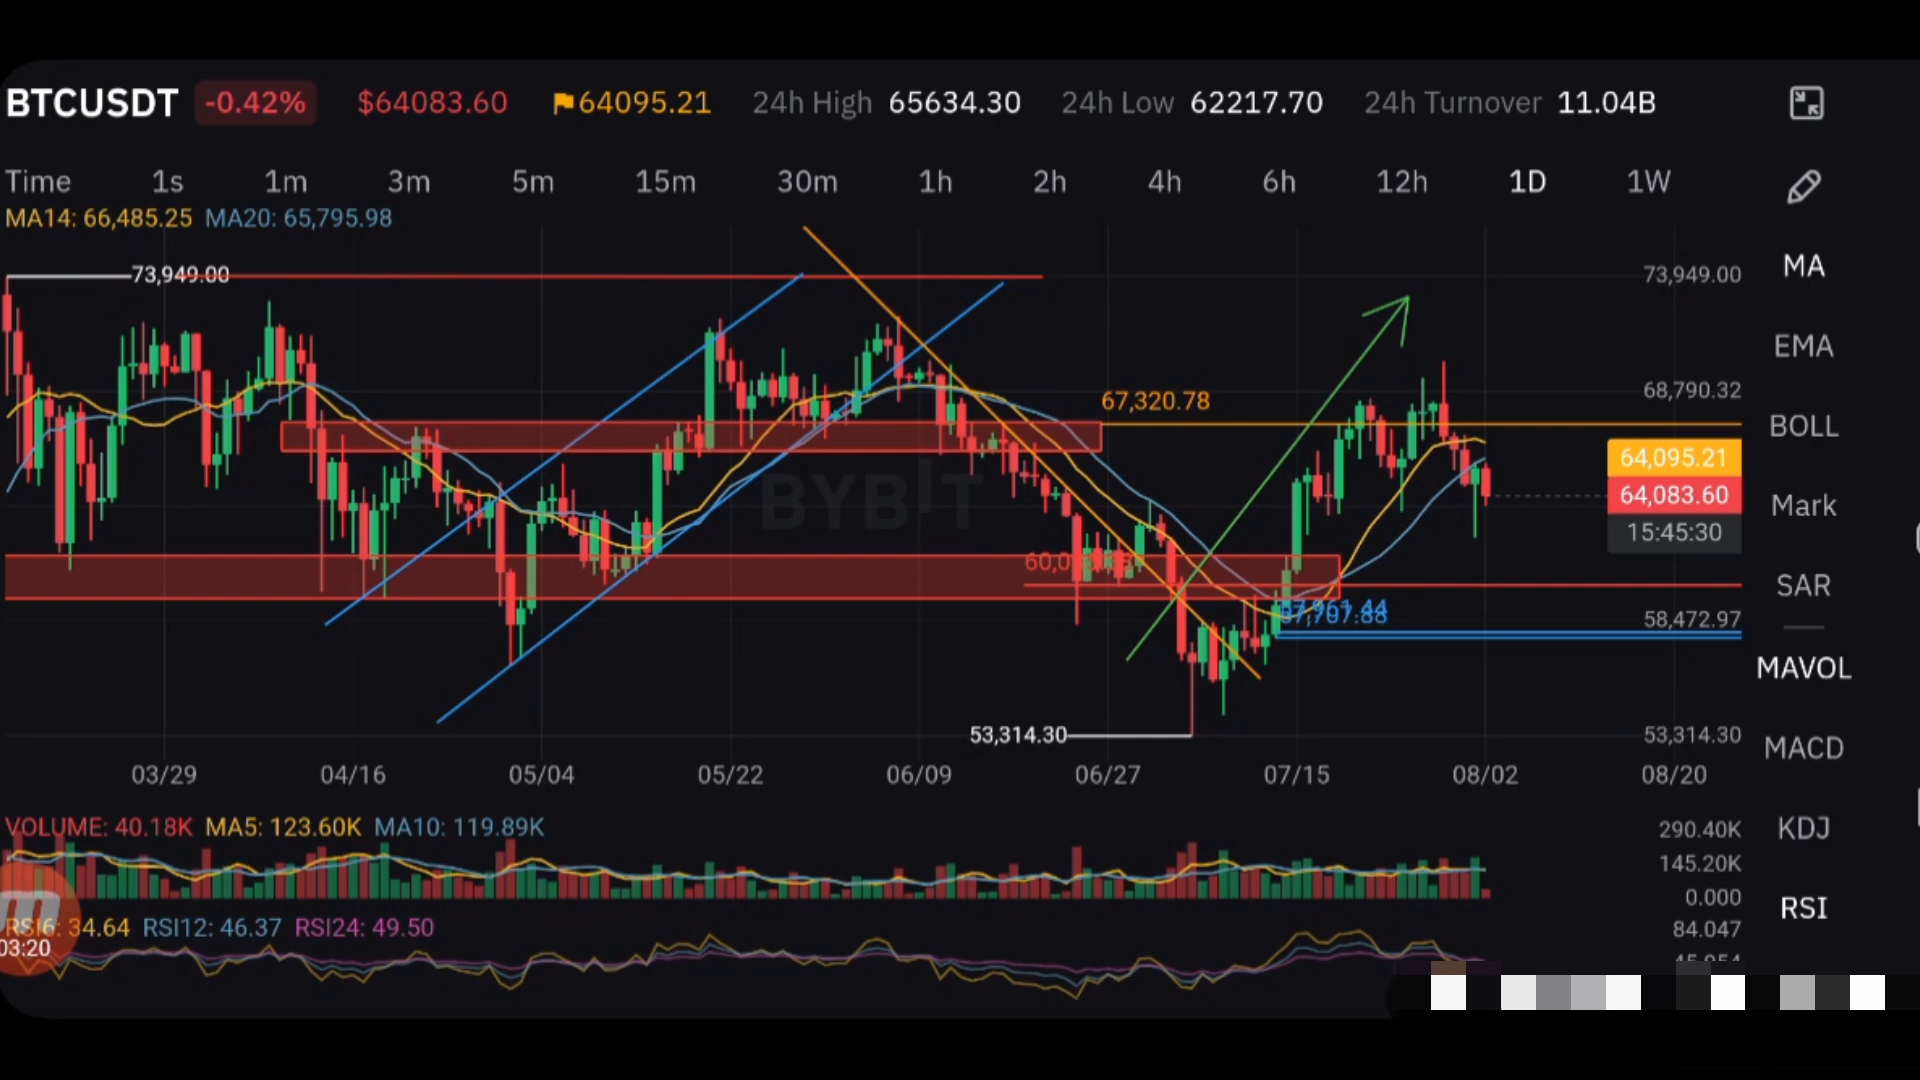 BTCUSDT -0.42% $64083.60 64095.21 24h High 65634.30 24h Low 62217.70 24h Turnover 11.04B
Time 1s 1m 3m 5m 15m 30m 1h 2h 4h 6h 12h 1D 1W
MA14: 66,485.25 MA20: 65,795.98
73,949.00 73,949.00 MA
EMA
68,790.32
67,320.78
BOLL
64,095.21
64,083.60
15:45:30
BYBIT
Mark
SAR
58,472.97
MAVOL
53,314.30 53,314.30
MACD
03/29 04/16 05/04 05/22 06/09 06/27 07/15 08/02 08/20
VOLUME: 40.18K MA5: 123.60K MA10: 119.89K 290.40K KDJ
145.20K
0.000
RSI
RSI6: 34.64 RSI12: 46.37 RSI24: 49.50 84.047
03:20